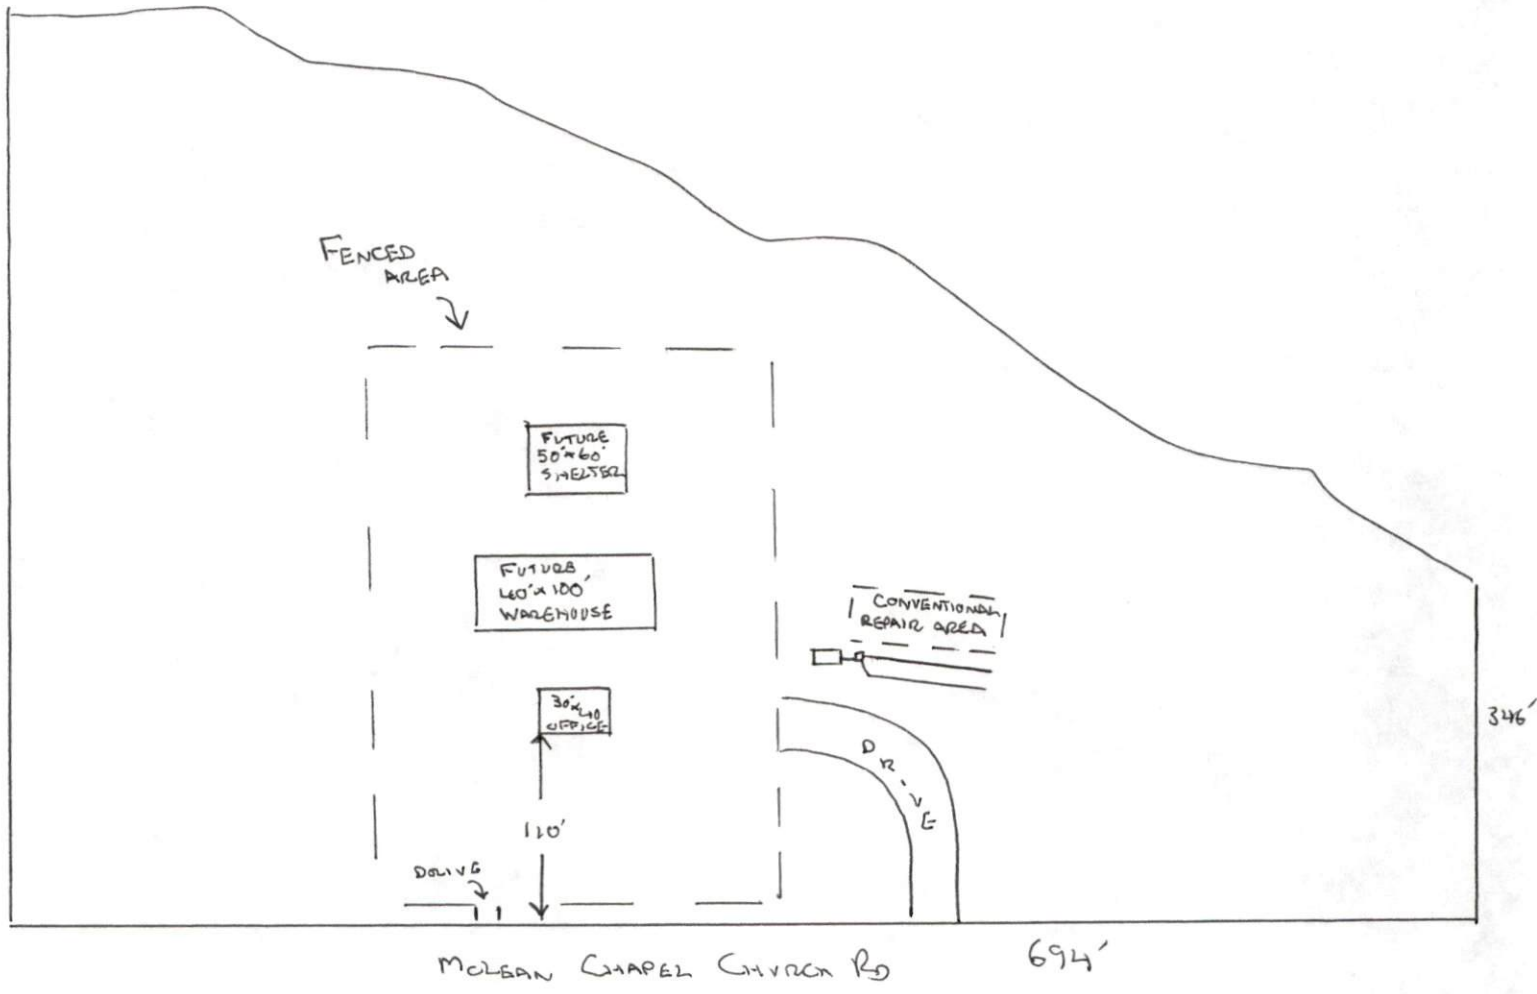 FENCED
AREA
FUTURE
50'x60'
SHELTER
FUTURE
40'x100'
WAREHOUSE
CONVENTIONAL
REPAIR AREA
30'x40
OFFICE
346'
DRIVE
110'
DRIVE
MCLEAN CHAPEL CHURCH RD
694'